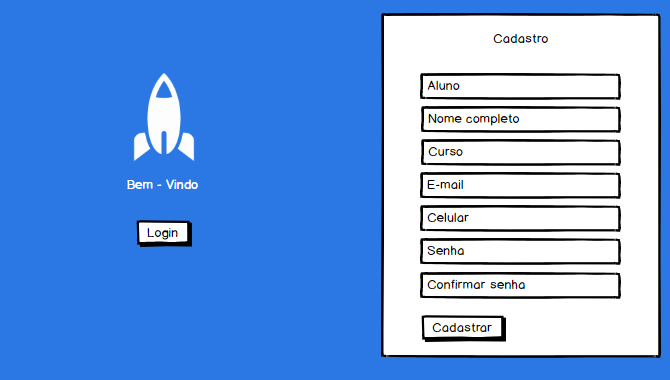 Bem - Vindo
Login
Cadastro
Aluno
Nome completo
Curso
E-mail
Celular
Senha
Confirmar senha
Cadastrar